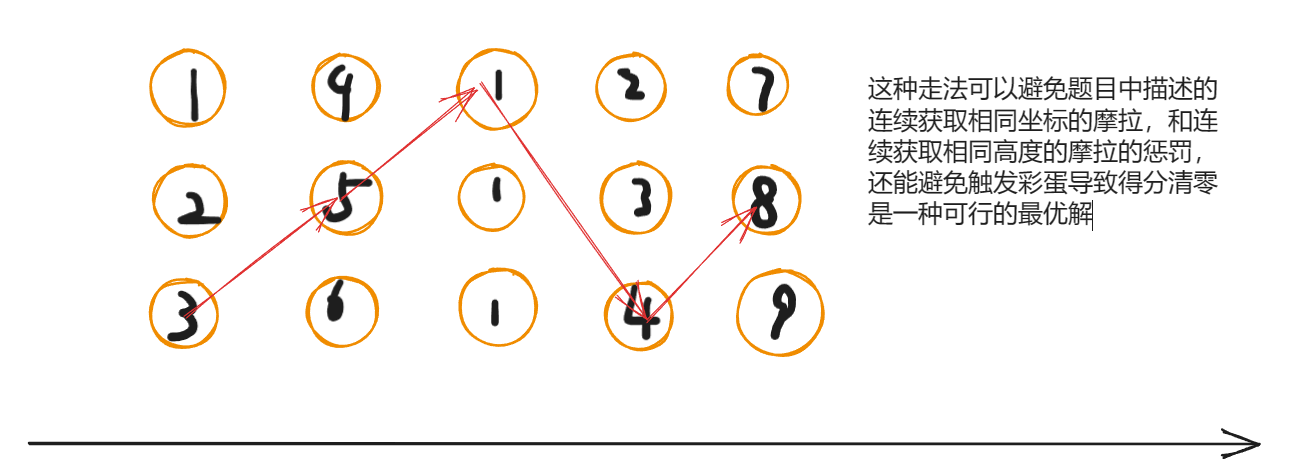 1 4 1 2 7
2 5 1 3 8
3 6 1 4 9
这种走法可以避免题目中描述的
连续获取相同坐标的摩拉，和连
续获取相同高度的摩拉的惩罚，
还能避免触发彩蛋导致得分清零
是一种可行的最优解